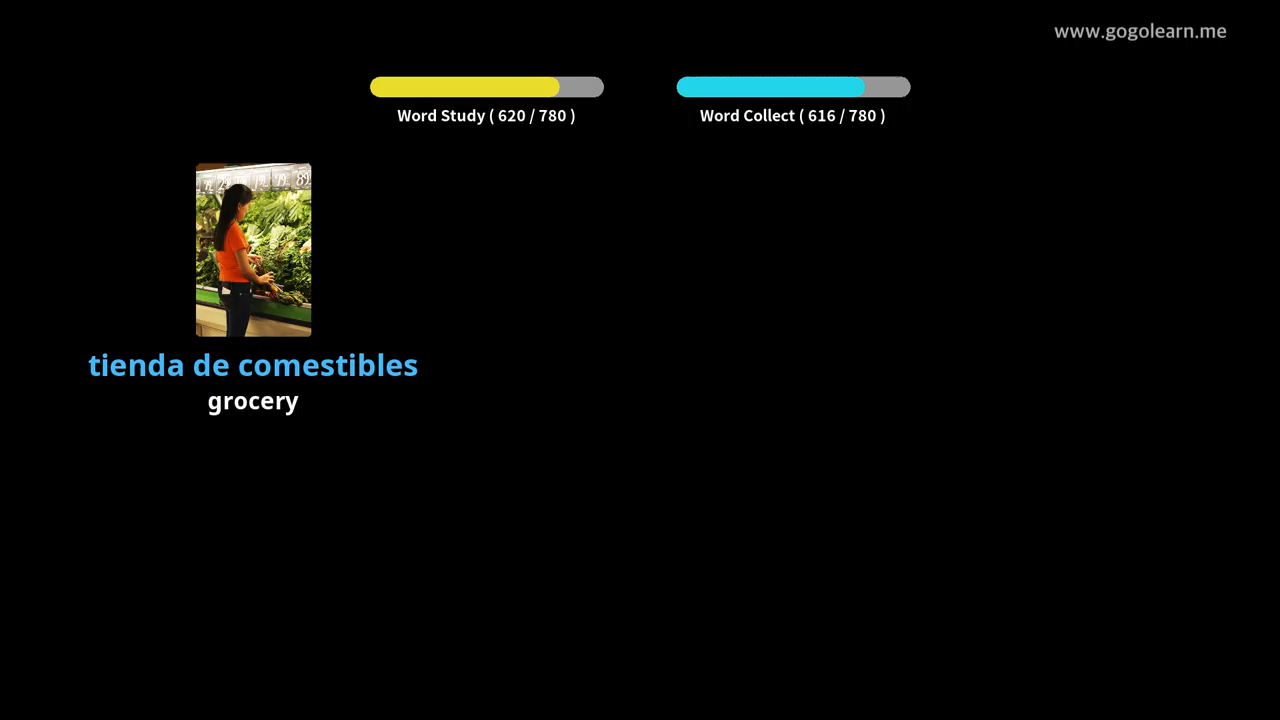 www.gogolearn.me
Word Study ( 620 / 780 )
Word Collect ( 616 / 780 )
tienda de comestibles
grocery